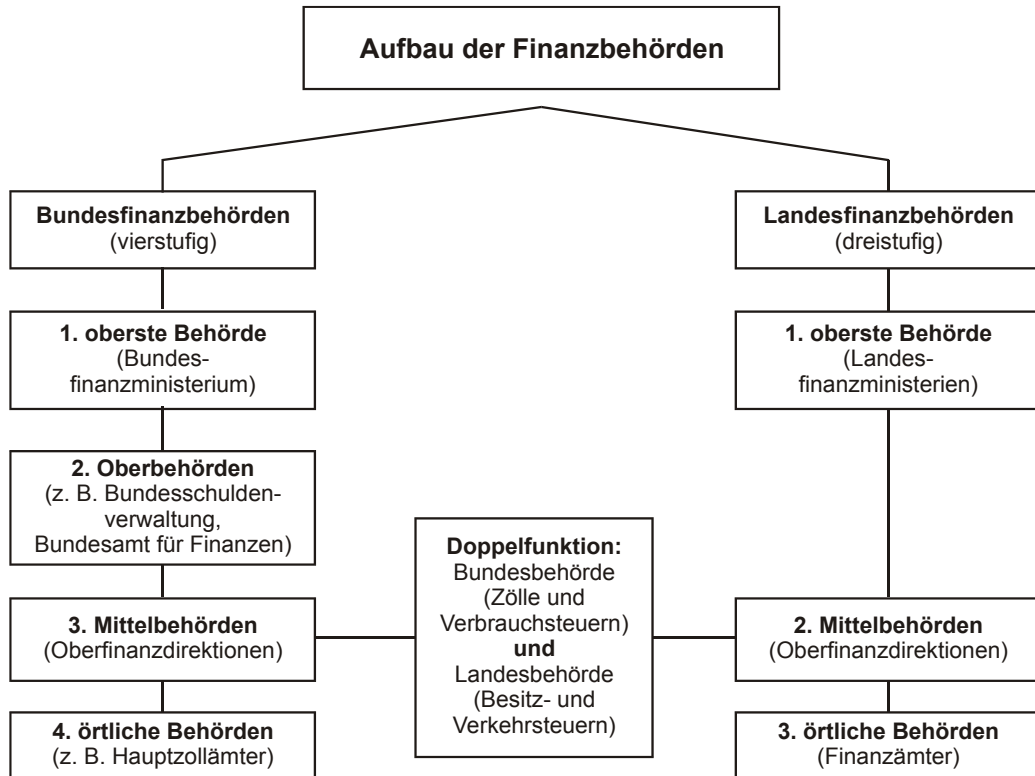 Aufbau der Finanzbehörden
Bundesfinanzbehörden
(vierstufig)
Landesfinanzbehörden
(dreistufig)
1. oberste Behörde
(Bundes-
finanzministerium)
1. oberste Behörde
(Landes-
finanzministerien)
2. Oberbehörden
(z. B. Bundesschulden-
verwaltung,
Bundesamt für Finanzen)
Doppelfunktion:
Bundesbehörde
(Zölle und
Verbrauchsteuern)
und
Landesbehörde
(Besitz- und
Verkehrsteuern)
3. Mittelbehörden
(Oberfinanzdirektionen)
2. Mittelbehörden
(Oberfinanzdirektionen)
4. örtliche Behörden
(z. B. Hauptzollämter)
3. örtliche Behörden
(Finanzämter)